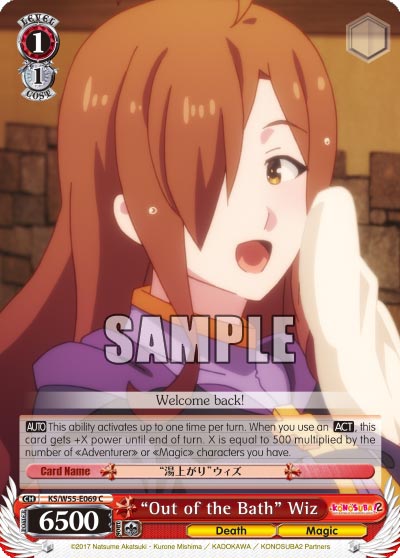 LEVEL
1
1
COST
SAMPLE
Welcome back!
AUTO This ability activates up to one time per turn. When you use an ACT, this
card gets +X power until end of turn. X is equal to 500 multiplied by the
number of «Adventurer» or «Magic» characters you have.
Card Name
"湯上がり"ウィズ
CH KS/W55-E069 C
POWER 6500
"Out of the Bath" Wiz
KONOSUBA 2
Death
Magic
©2017 Natsume Akatsuki・Kurone Mishima / KADOKAWA / KONOSUBA2 Partners